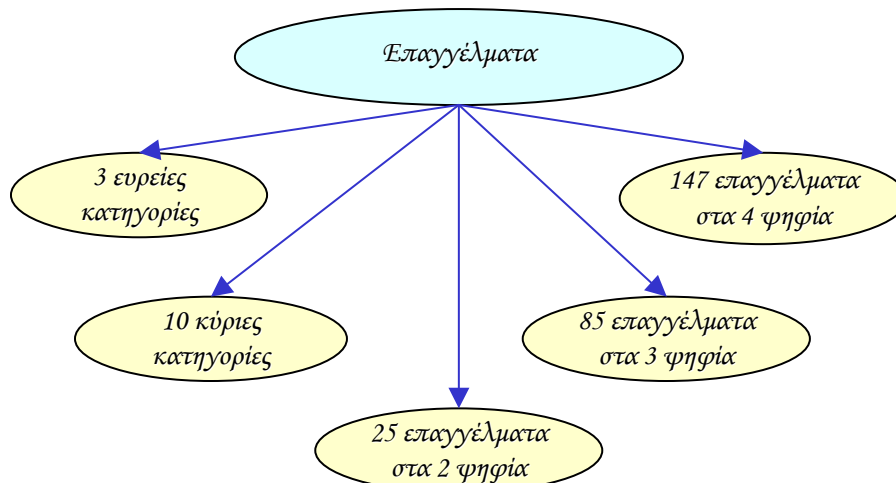 Επαγγέλματα
3 ευρείες
κατηγορίες
147 επαγγέλματα
στα 4 ψηφία
10 κύριες
κατηγορίες
85 επαγγέλματα
στα 3 ψηφία
25 επαγγέλματα
στα 2 ψηφία